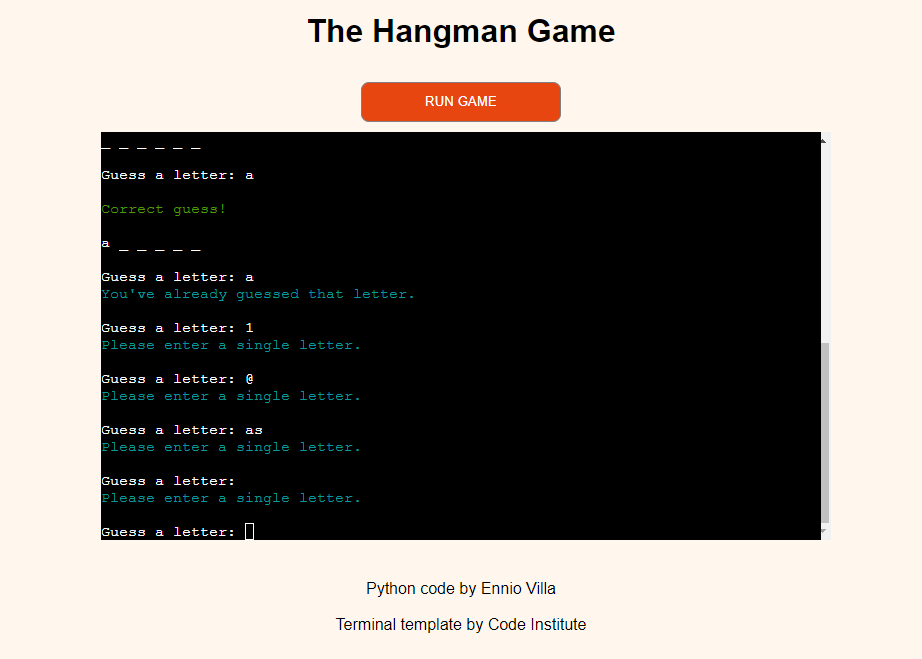 The Hangman Game
RUN GAME
_ _ _ _ _ _
Guess a letter: a
Correct guess!
a _ _ _ _ _
Guess a letter: a
You've already guessed that letter.
Guess a letter: 1
Please enter a single letter.
Guess a letter: @
Please enter a single letter.
Guess a letter: as
Please enter a single letter.
Guess a letter:
Please enter a single letter.
Guess a letter:
Python code by Ennio Villa
Terminal template by Code Institute